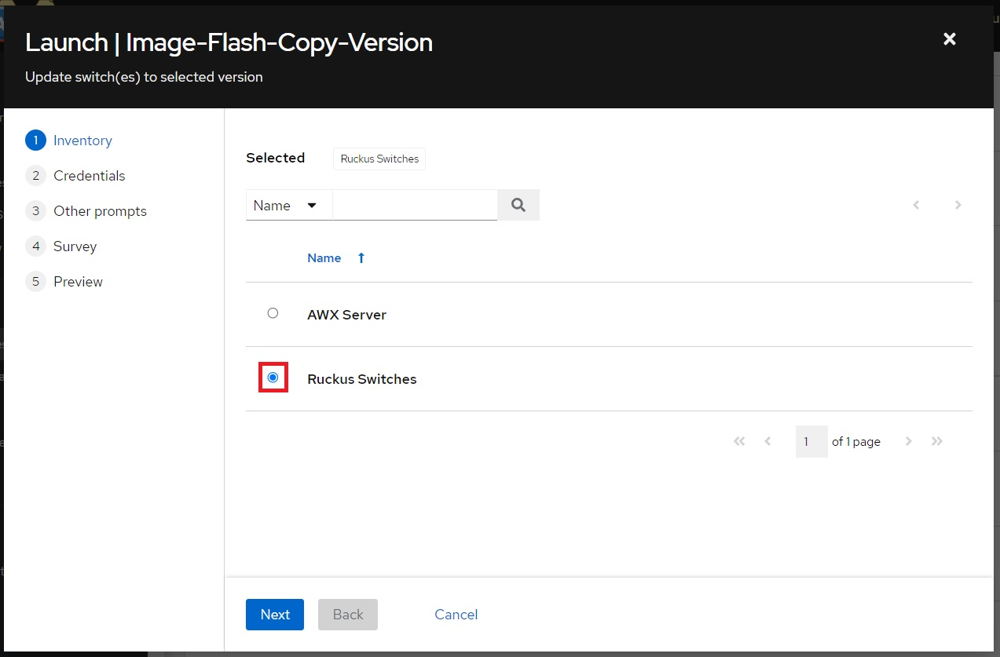 Launch | Image-Flash-Copy-Version
Update switch(es) to selected version
1 Inventory
2 Credentials
3 Other prompts
4 Survey
5 Preview
Selected Ruckus Switches
Name
Name
AWX Server
Ruckus Switches
1 of 1 page
Next Back Cancel